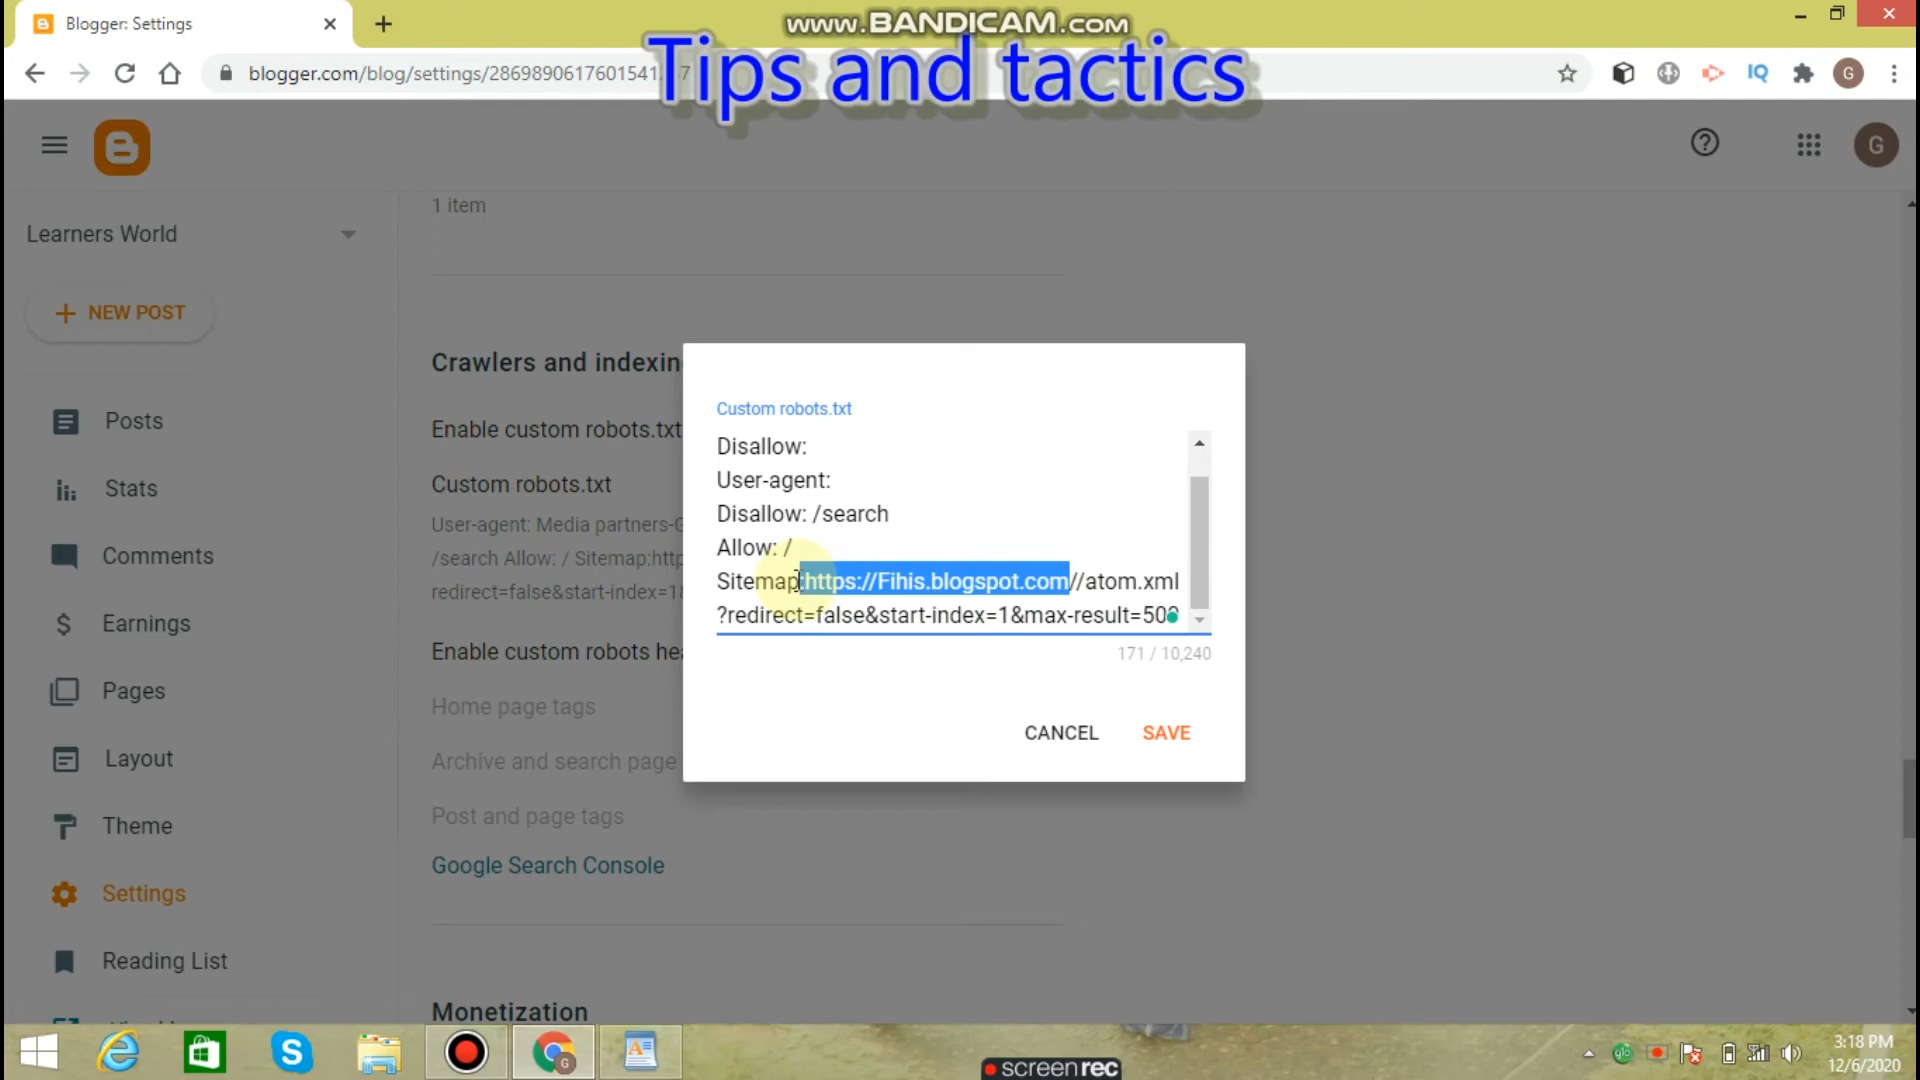 Blogger: Settings
www.BANDICAM.com
Tips and tactics
blogger.com/blog/settings/2869890617601541
7
IQ
G
G
Learners World
NEW POST
Posts
Stats
Comments
Earnings
Pages
Layout
Theme
Settings
Reading List
1 item
Crawlers and indexin
Enable custom robots.txt
Custom robots.txt
User-agent: Media partners-G
/search Allow: / Sitemap:http
redirect=false&start-index=1&
Enable custom robots hea
Home page tags
Archive and search page
Post and page tags
Google Search Console
Monetization
Custom robots.txt
Disallow:
User-agent:
Disallow: /search
Allow: /
Sitemap:https://Fihis.blogspot.com//atom.xml
?redirect=false&start-index=1&max-result=500
171 / 10,240
CANCEL
SAVE
glo
screenrec
3:18 PM
12/6/2020